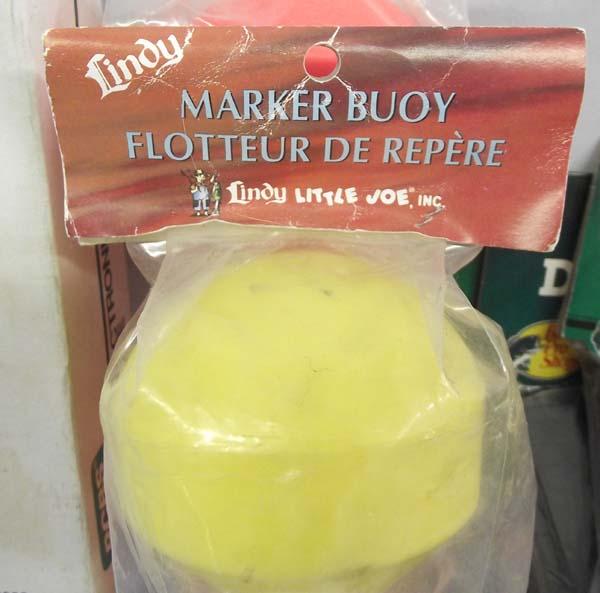 Lindy
MARKER BUOY
FLOTTEUR DE REPÈRE
Lindy LITTLE JOE, INC.
D